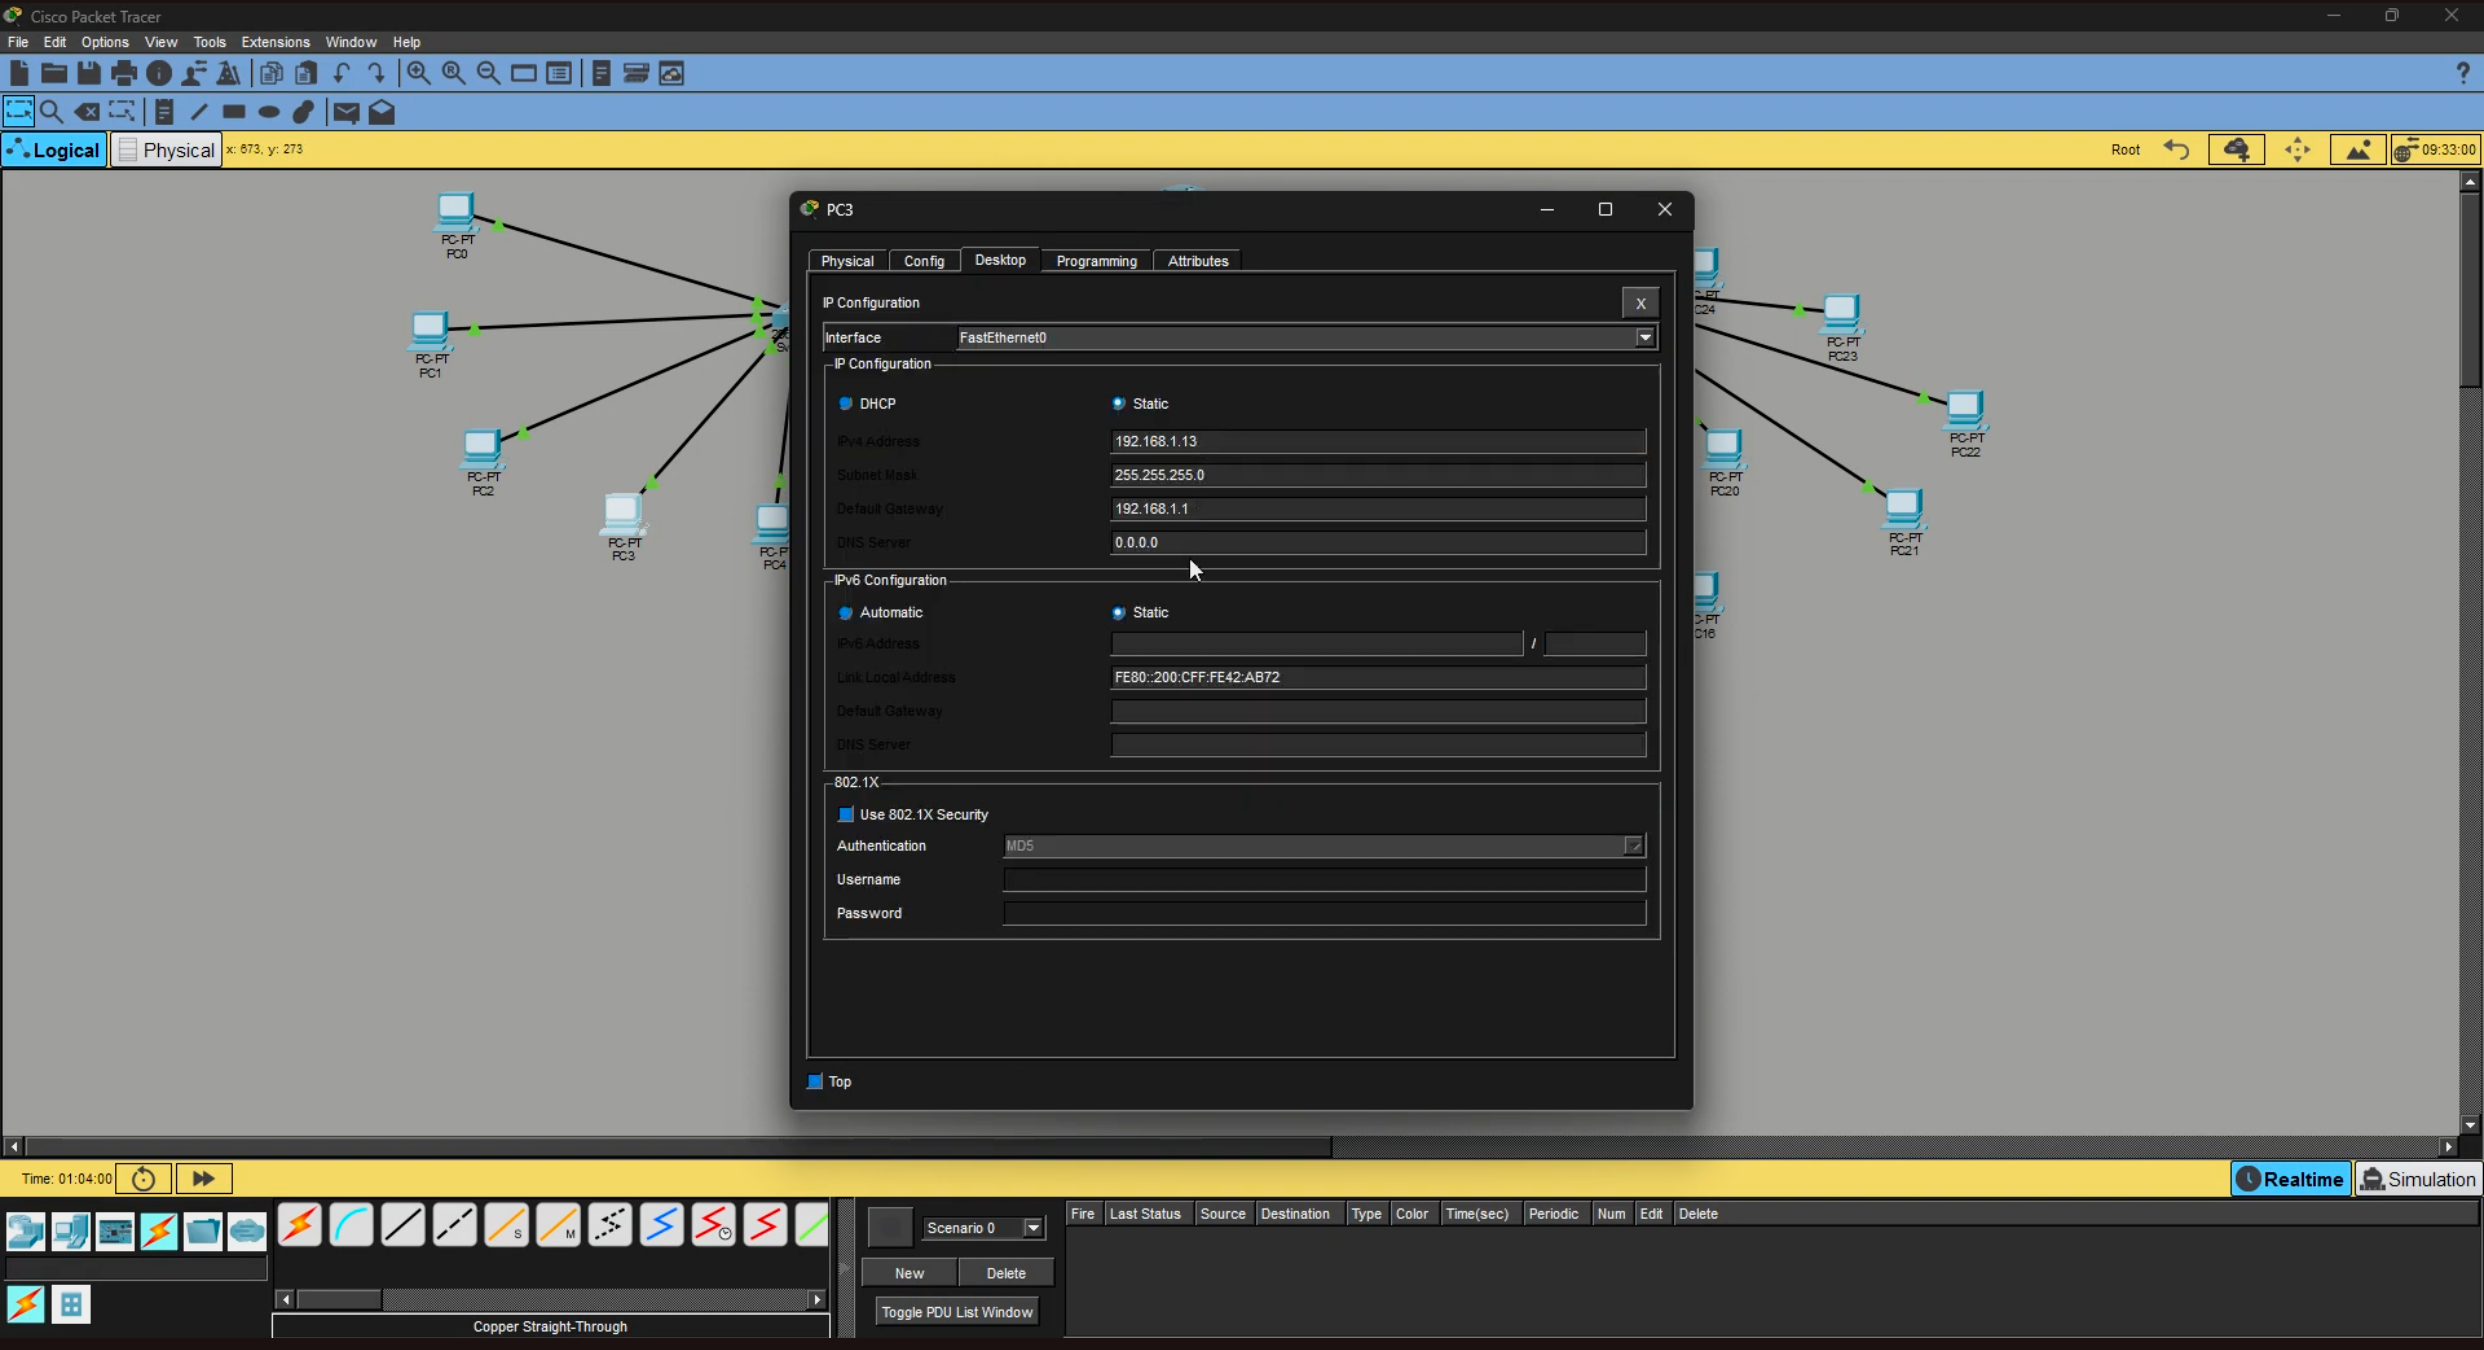 Cisco Packet Tracer
File Edit Options View Tools Extensions Window Help
Logical Physical x: 673, y: 273 Root 09:33:00
PC-PT
PC0
PC-PT
PC1
PC-PT
PC2
PC-PT
PC3
PC-P
PC4
PC3
Physical Config Desktop Programming Attributes
IP Configuration X
Interface FastEthernet0
IP Configuration
DHCP Static
IPv4 Address 192.168.1.13
Subnet Mask 255.255.255.0
Default Gateway 192.168.1.1
DNS Server 0.0.0.0
IPv6 Configuration
Automatic Static
IPv6 Address /
Link Local Address FE80::200:CFF:FE42:AB72
Default Gateway
DNS Server
802.1X
Use 802.1X Security
Authentication MD5
Username
Password
Top
C24
PC-PT
PC23
PC-PT
PC22
PC-PT
PC20
PC-PT
PC21
C16
Time: 01:04:00 Realtime Simulation
S M
Copper Straight-Through
Scenario 0
New Delete
Toggle PDU List Window
Fire Last Status Source Destination Type Color Time(sec) Periodic Num Edit Delete